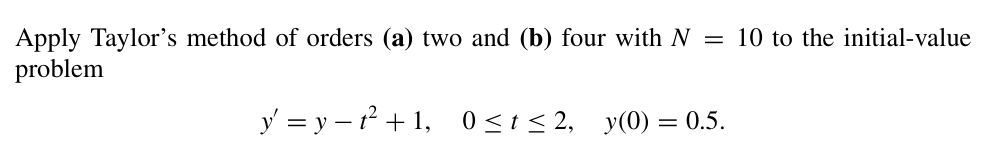 Apply Taylor’s method of orders (a) two and (b) four with N = 10 to the initial-value
problem
y′ = y − t² + 1, 0 ≤ t ≤ 2, y(0) = 0.5.